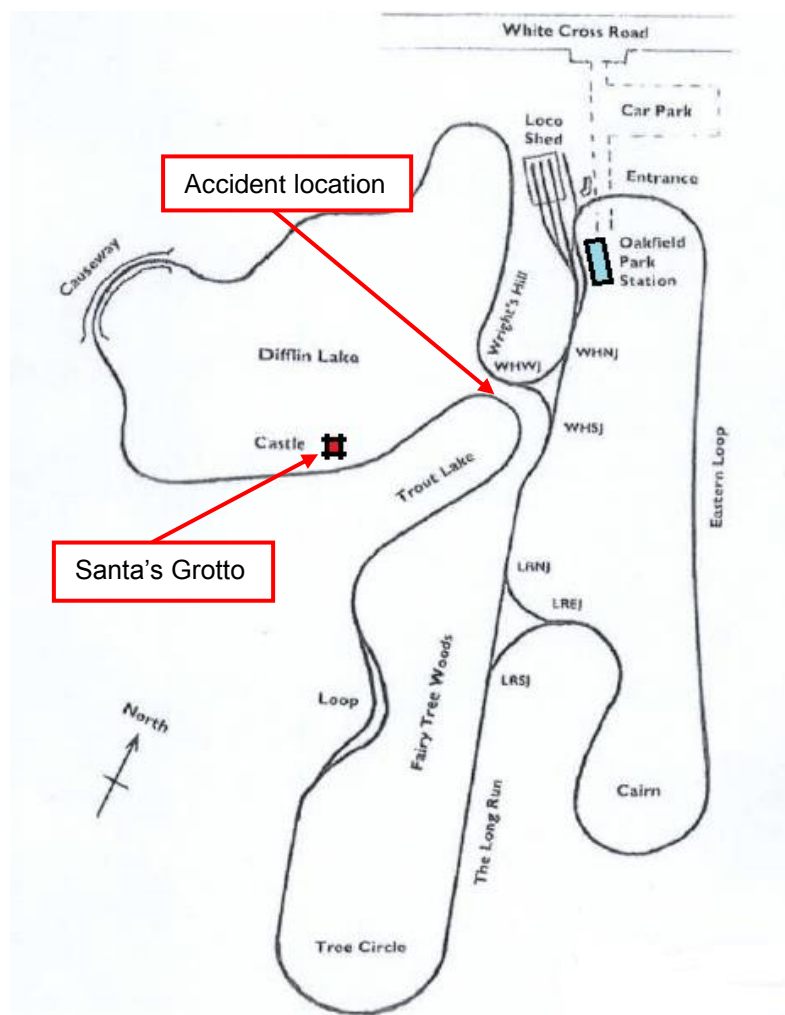 White Cross Road
Car Park
Loco
Shed
Accident location
Entrance
Oakfield
Park
Station
Causeway
Wright's Hill
Difflin Lake
WHWJ
WHNJ
WHSJ
Castle
Trout Lake
Eastern Loop
Santa's Grotto
LRNJ
LREJ
Fairy Tree Woods
LRSJ
Loop
North
The Long Run
Cairn
Tree Circle